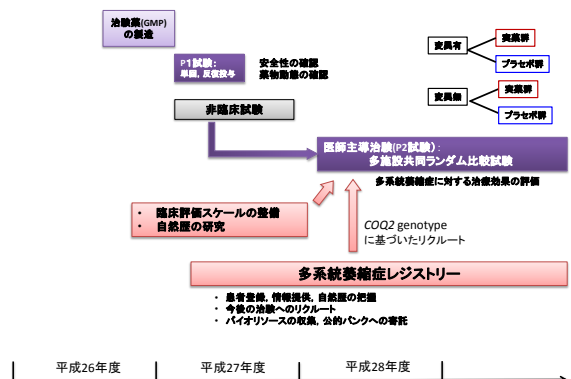 治験薬(GMP)
の製造
P1試験：
単回，反復投与
安全性の確認
薬物動態の確認
変異有
実薬群
プラセボ群
変異無
実薬群
プラセボ群
非臨床試験
医師主導治験(P2試験)：
多施設共同ランダム比較試験
多系統萎縮症に対する治療効果の評価
• 臨床評価スケールの整備
• 自然歴の研究
COQ2 genotype
に基づいたリクルート
多系統萎縮症レジストリー
• 患者登録，情報提供，自然歴の把握
• 今後の治験へのリクルート
• バイオリソースの収集，公的バンクへの寄託
平成26年度
平成27年度
平成28年度